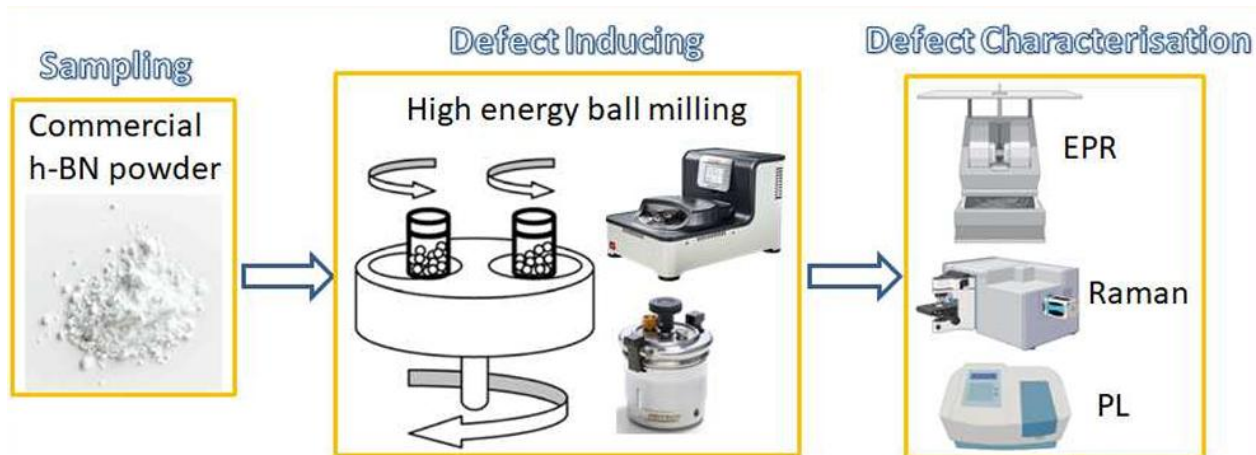 Sampling
Commercial
h-BN powder
Defect Inducing
High energy ball milling
Defect Characterisation
EPR
Raman
PL